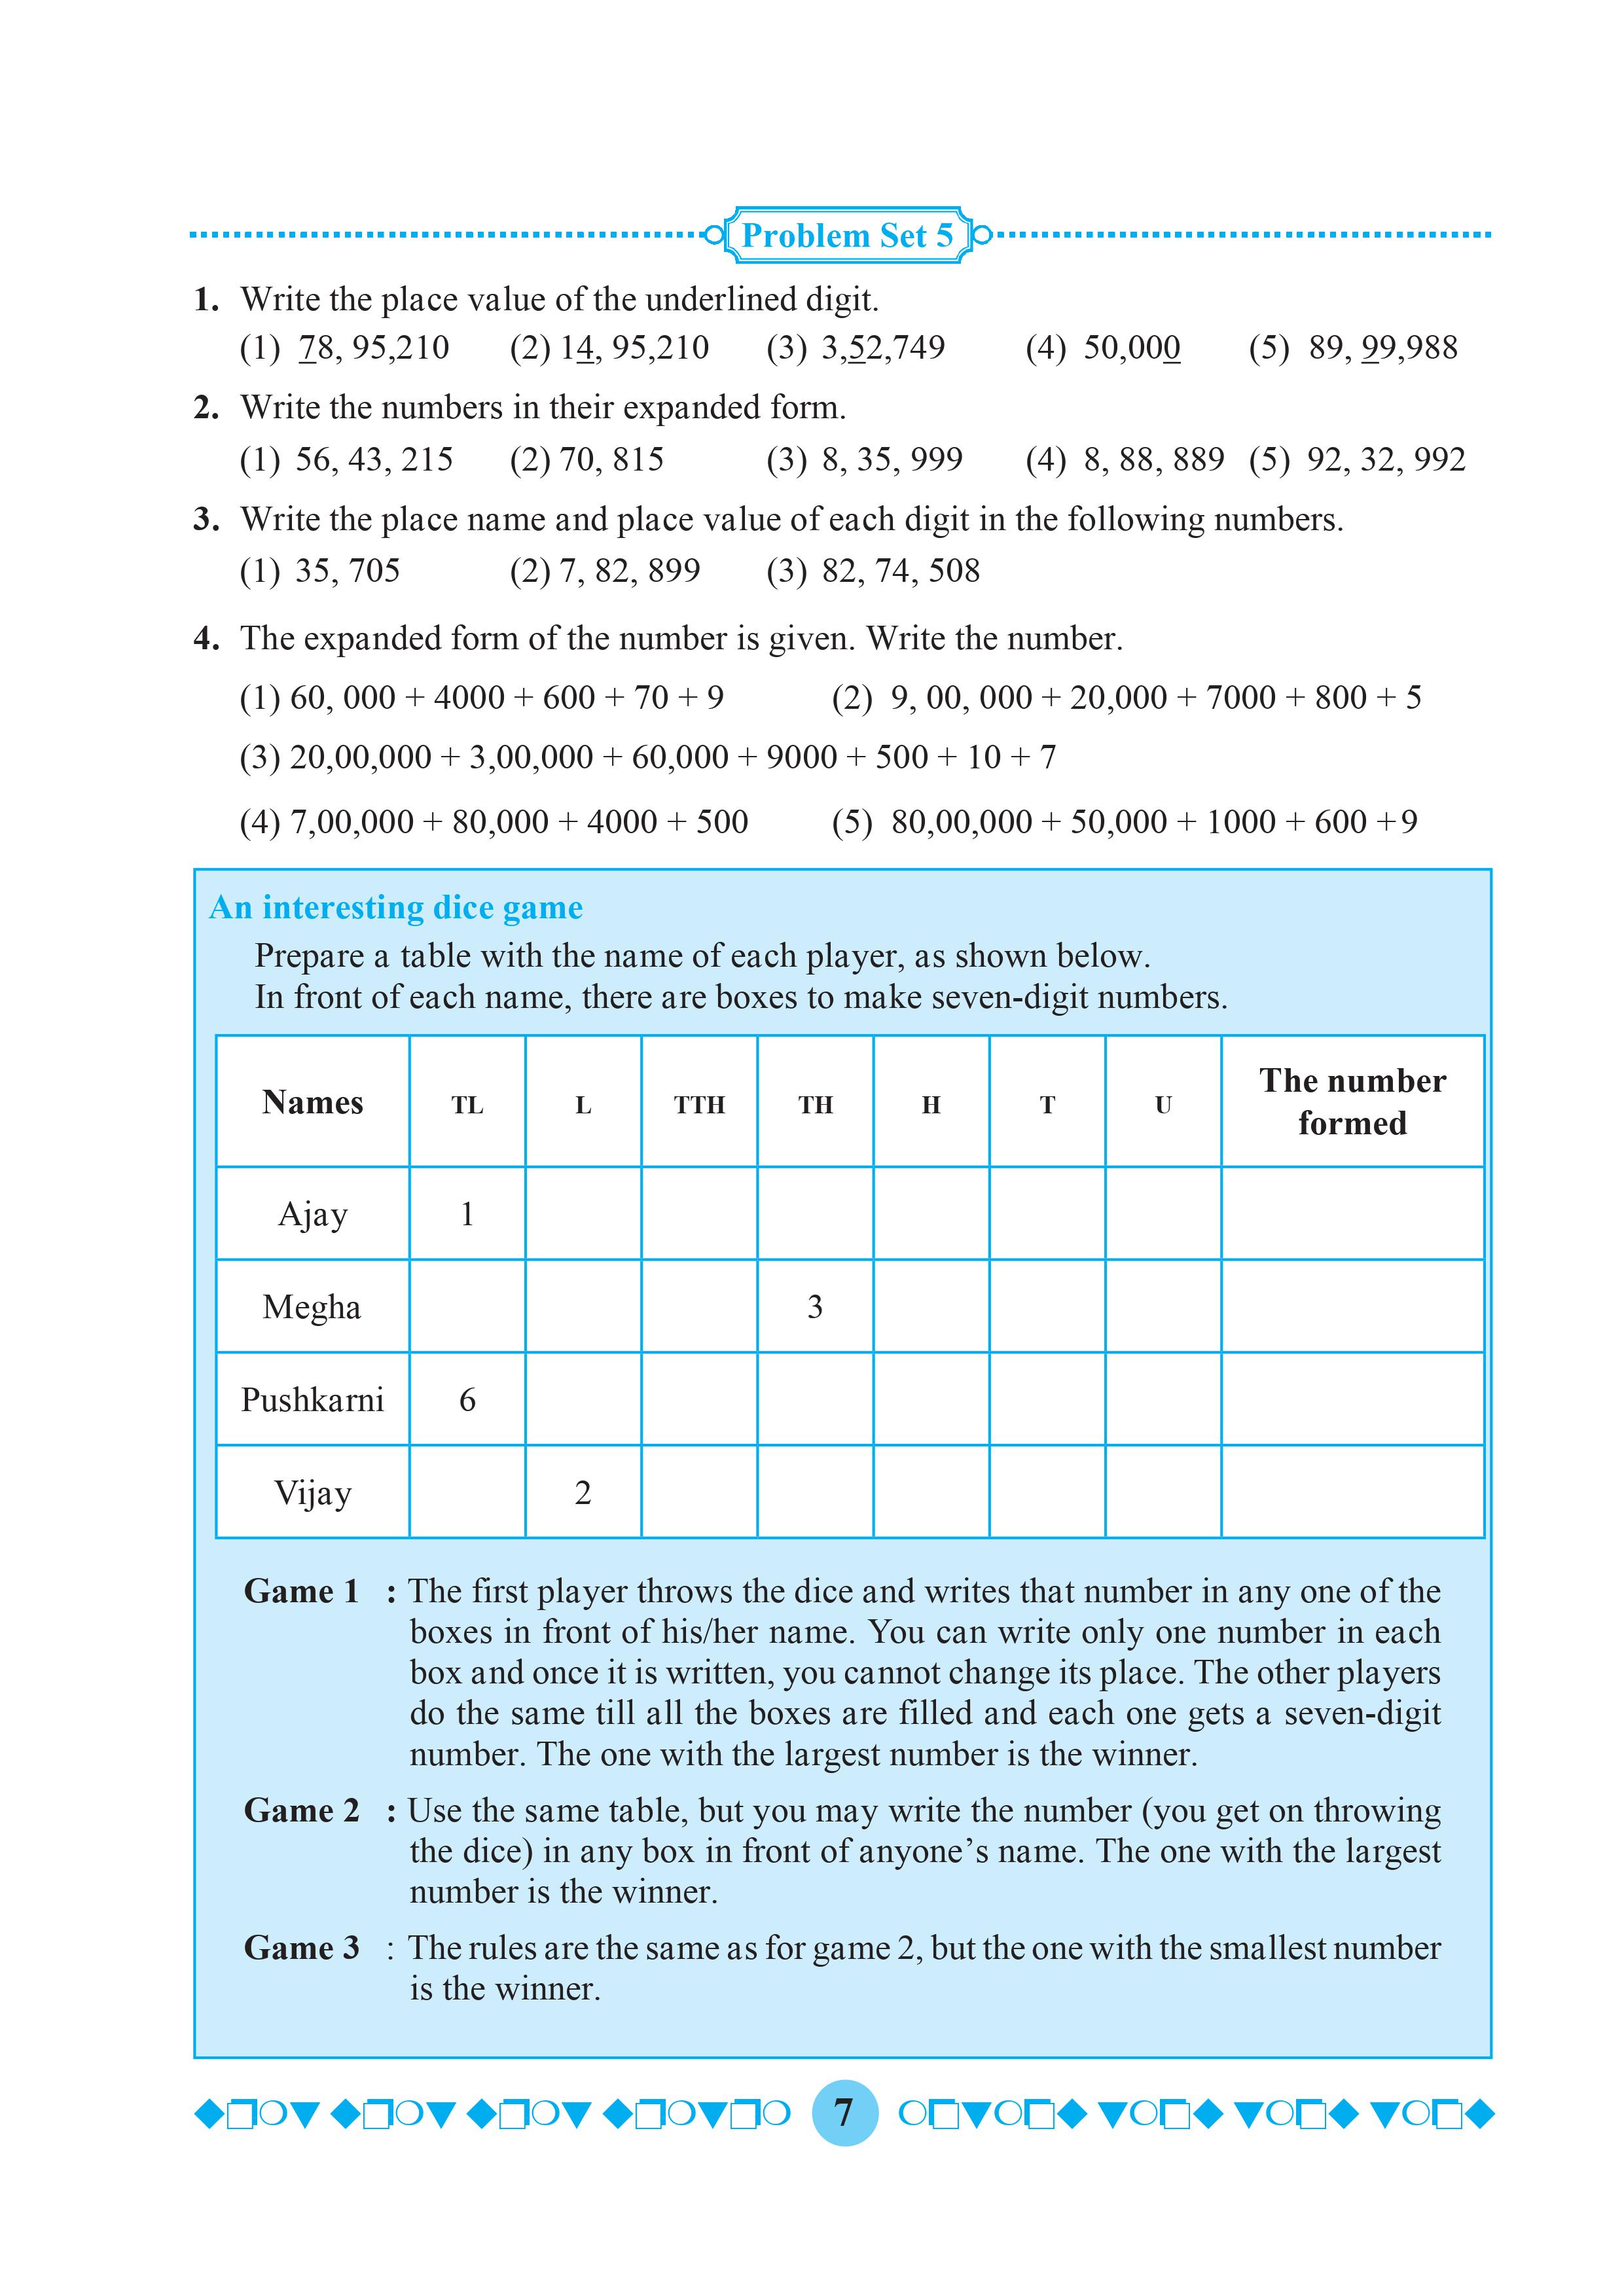 Problem Set 5
1. Write the place value of the underlined digit.
(1) 78, 95,210 (2) 14, 95,210 (3) 3,52,749 (4) 50,000 (5) 89, 99,988
2. Write the numbers in their expanded form.
(1) 56, 43, 215 (2) 70, 815 (3) 8, 35, 999 (4) 8, 88, 889 (5) 92, 32, 992
3. Write the place name and place value of each digit in the following numbers.
(1) 35, 705 (2) 7, 82, 899 (3) 82, 74, 508
4. The expanded form of the number is given. Write the number.
(1) 60, 000 + 4000 + 600 + 70 + 9 (2) 9, 00, 000 + 20,000 + 7000 + 800 + 5
(3) 20,00,000 + 3,00,000 + 60,000 + 9000 + 500 + 10 + 7
(4) 7,00,000 + 80,000 + 4000 + 500 (5) 80,00,000 + 50,000 + 1000 + 600 + 9
An interesting dice game
Prepare a table with the name of each player, as shown below.
In front of each name, there are boxes to make seven-digit numbers.
Names TL L TTH TH H T U The number
formed
Ajay 1
Megha 3
Pushkarni 6
Vijay 2
Game 1 : The first player throws the dice and writes that number in any one of the
boxes in front of his/her name. You can write only one number in each
box and once it is written, you cannot change its place. The other players
do the same till all the boxes are filled and each one gets a seven-digit
number. The one with the largest number is the winner.
Game 2 : Use the same table, but you may write the number (you get on throwing
the dice) in any box in front of anyone’s name. The one with the largest
number is the winner.
Game 3 : The rules are the same as for game 2, but the one with the smallest number
is the winner.
7